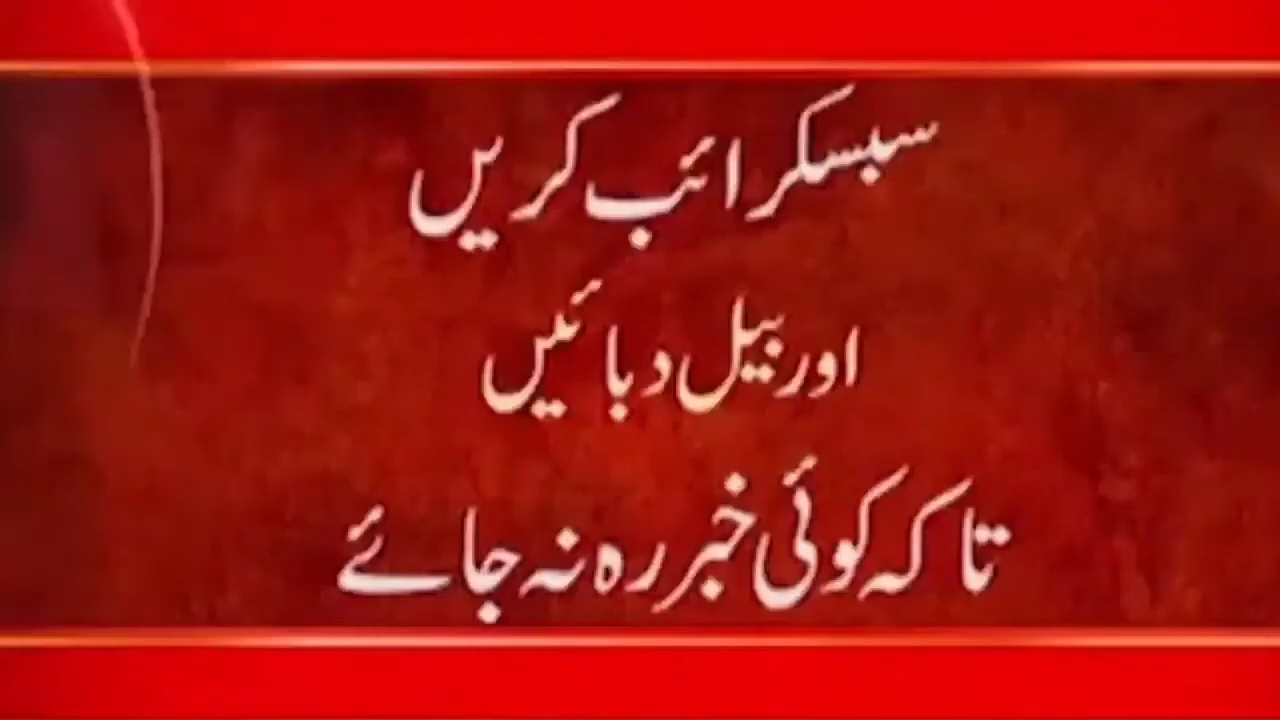 سبسکرائب کریں
اور بیل دبائیں
تاکہ کوئی خبر رہ نہ جائے